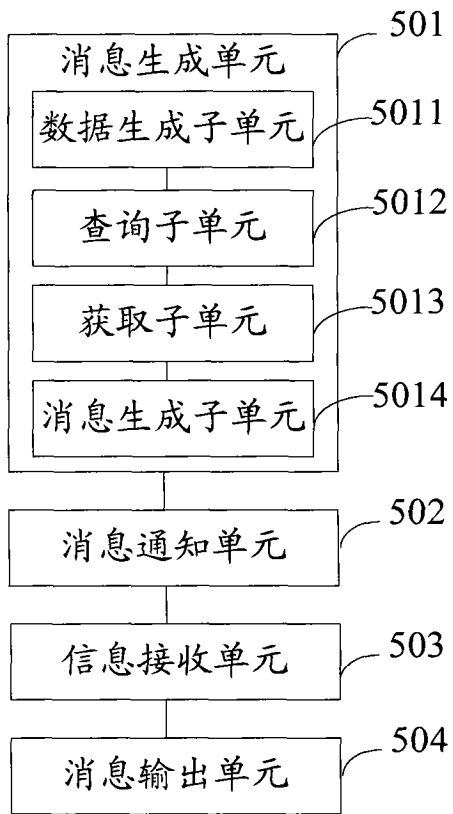 501
消息生成单元
数据生成子单元
5011
查询子单元
5012
获取子单元
5013
消息生成子单元
5014
消息通知单元
502
信息接收单元
503
消息输出单元
504